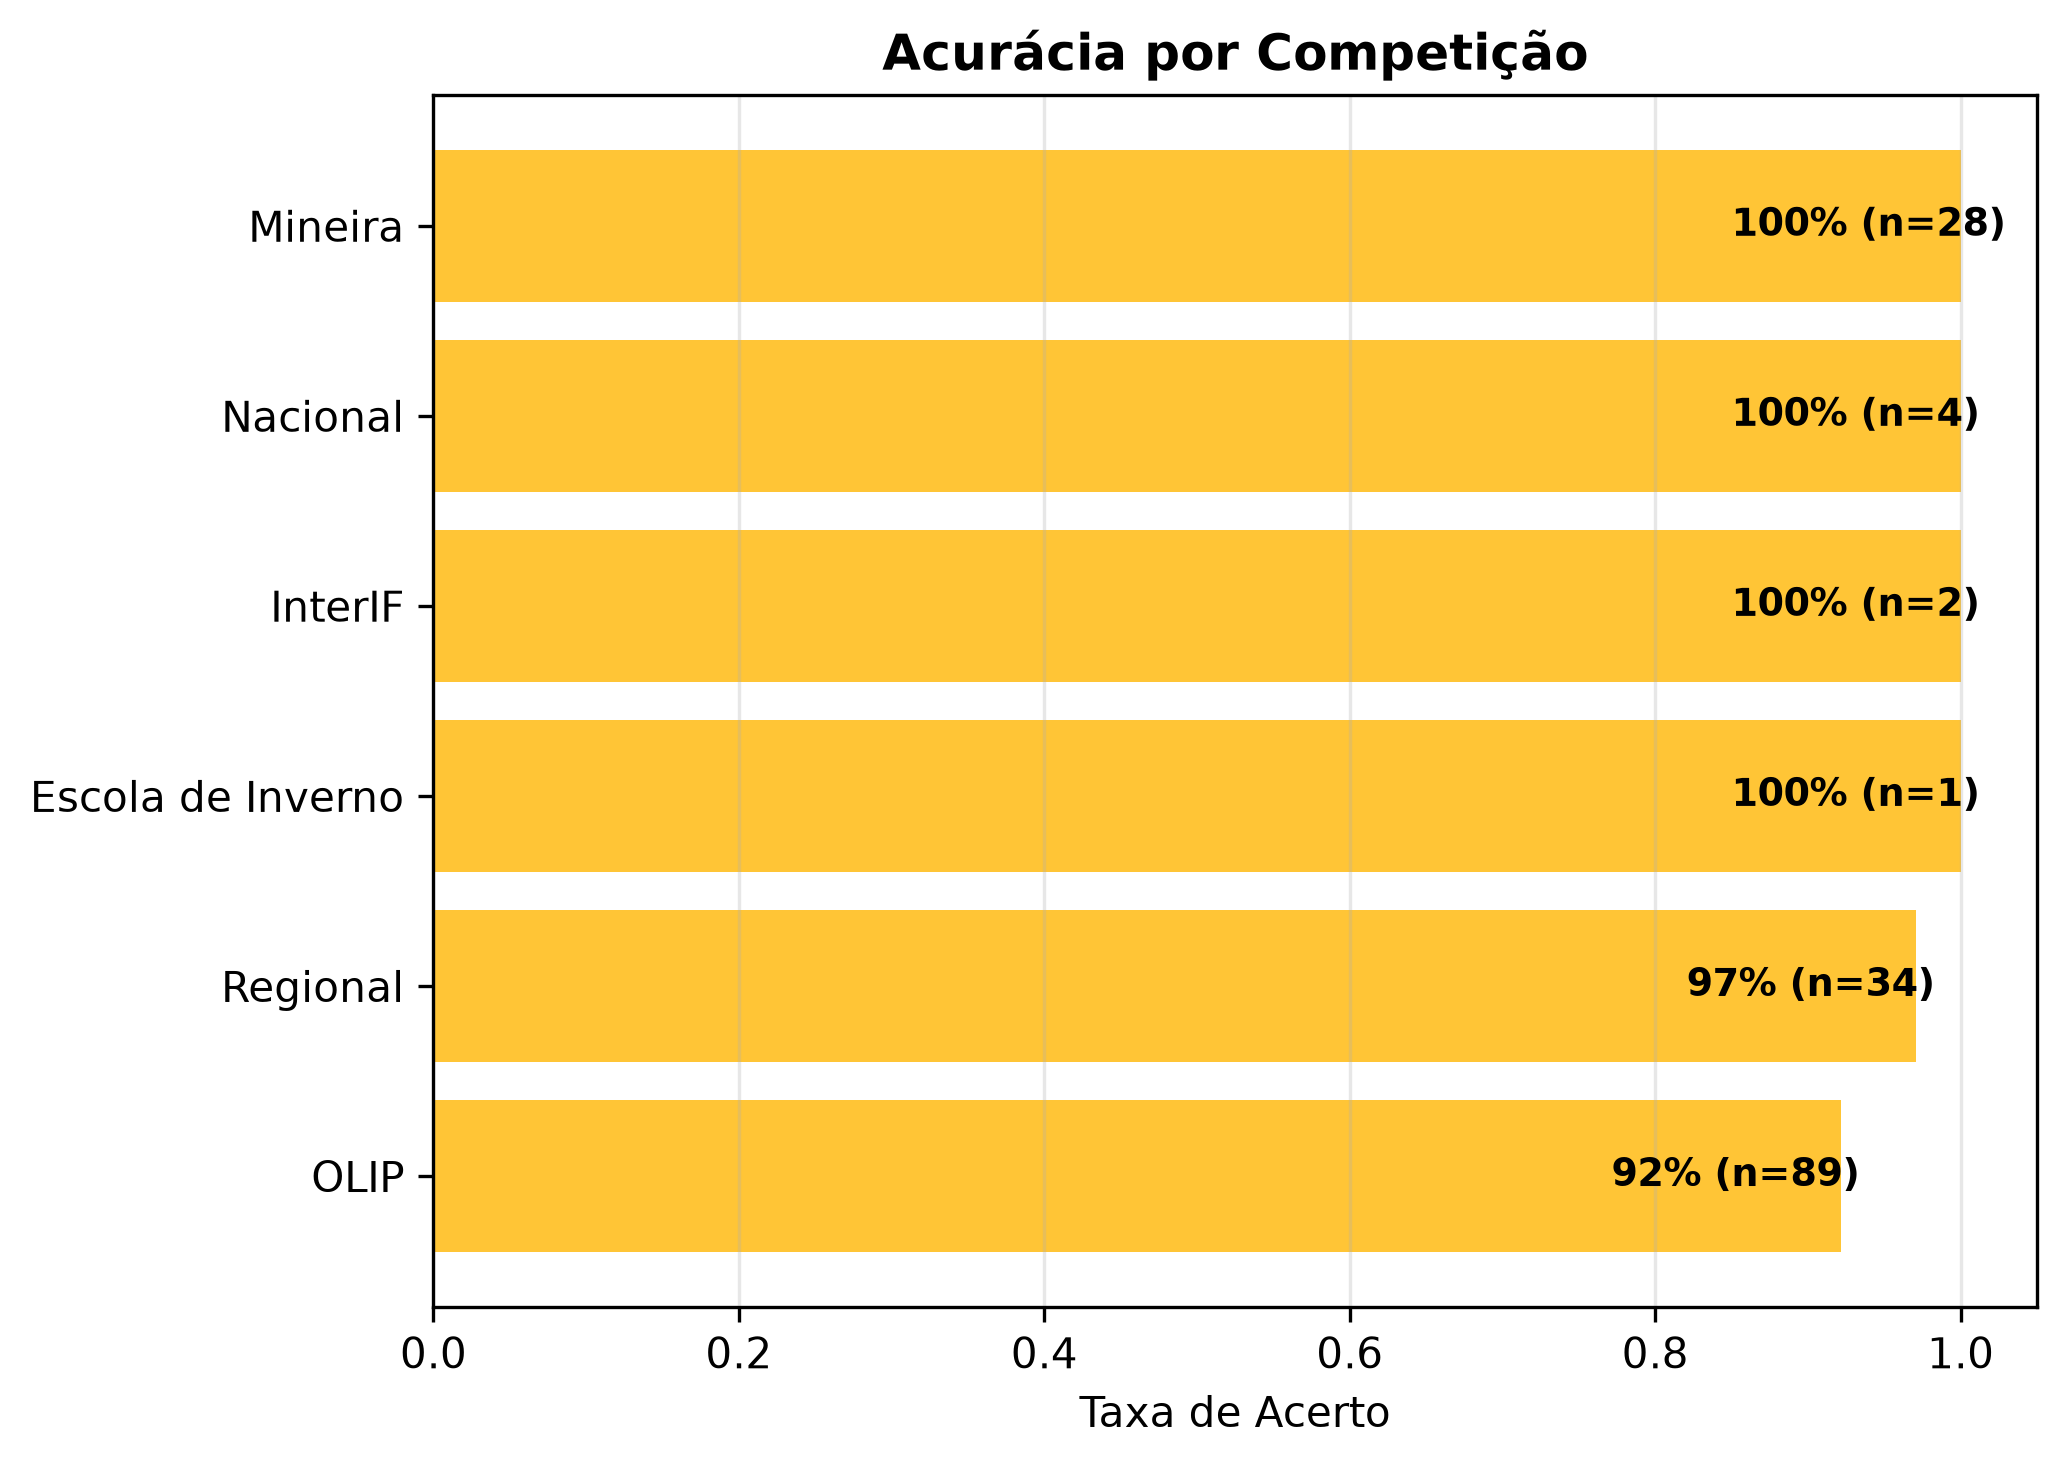 Acurácia por Competição
Mineira
100% (n=28)
Nacional
100% (n=4)
InterIF
100% (n=2)
Escola de Inverno
100% (n=1)
Regional
97% (n=34)
OLIP
92% (n=89)
0.0 0.2 0.4 0.6 0.8 1.0
Taxa de Acerto